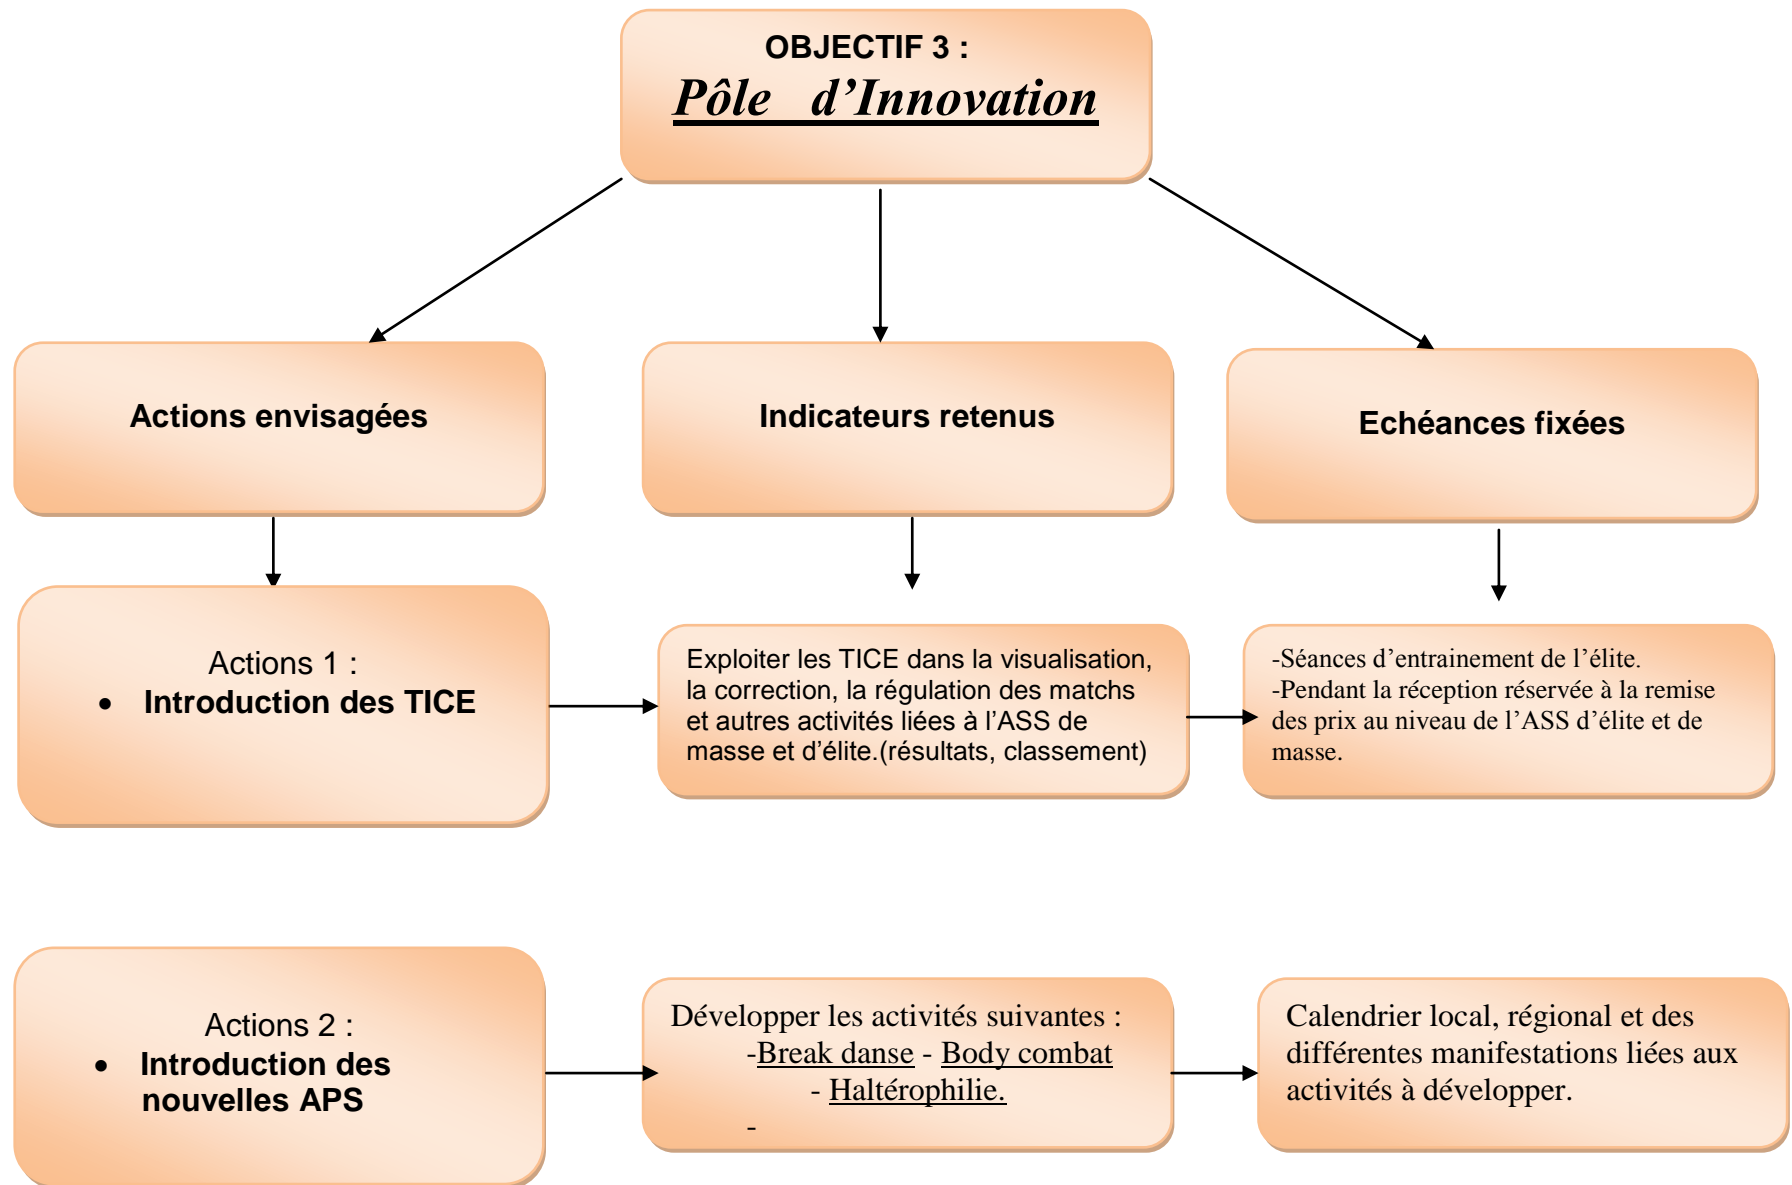 OBJECTIF 3 :
Pôle d’Innovation
Actions envisagées
Indicateurs retenus
Echéances fixées
Actions 1 :
• Introduction des TICE
Exploiter les TICE dans la visualisation,
la correction, la régulation des matchs
et autres activités liées à l’ASS de
masse et d’élite.(résultats, classement)
-Séances d’entrainement de l’élite.
-Pendant la réception réservée à la remise
des prix au niveau de l’ASS d’élite et de
masse.
Actions 2 :
• Introduction des
nouvelles APS
Développer les activités suivantes :
-Break danse - Body combat
- Haltérophilie.
-
Calendrier local, régional et des
différentes manifestations liées aux
activités à développer.